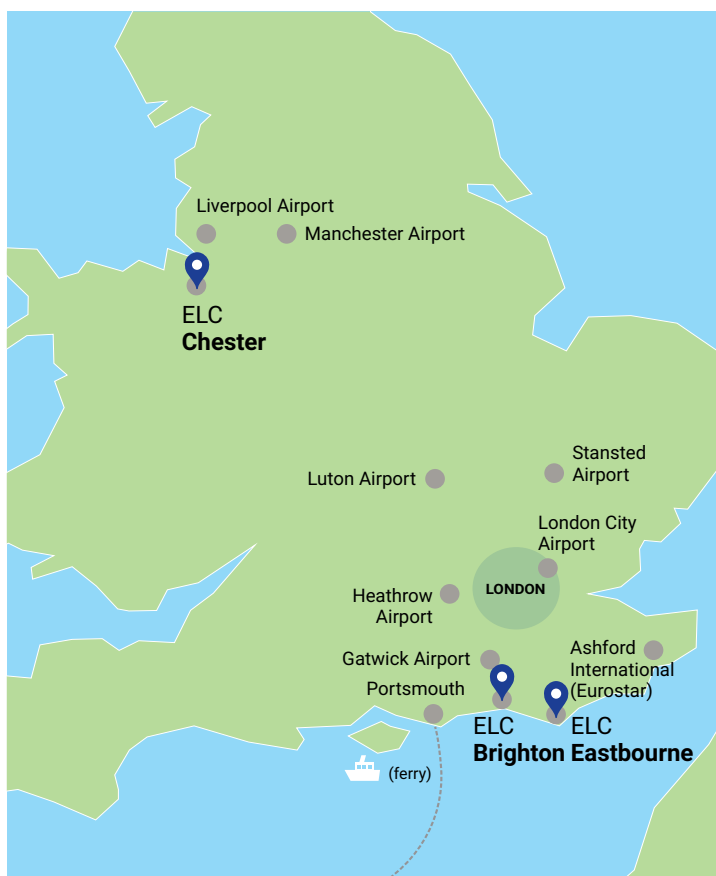 Liverpool Airport
Manchester Airport
ELC
Chester
Luton Airport
Stansted
Airport
London City
Airport
LONDON
Heathrow
Airport
Gatwick Airport
Ashford
International
(Eurostar)
Portsmouth
ELC
Brighton
ELC
Eastbourne
(ferry)